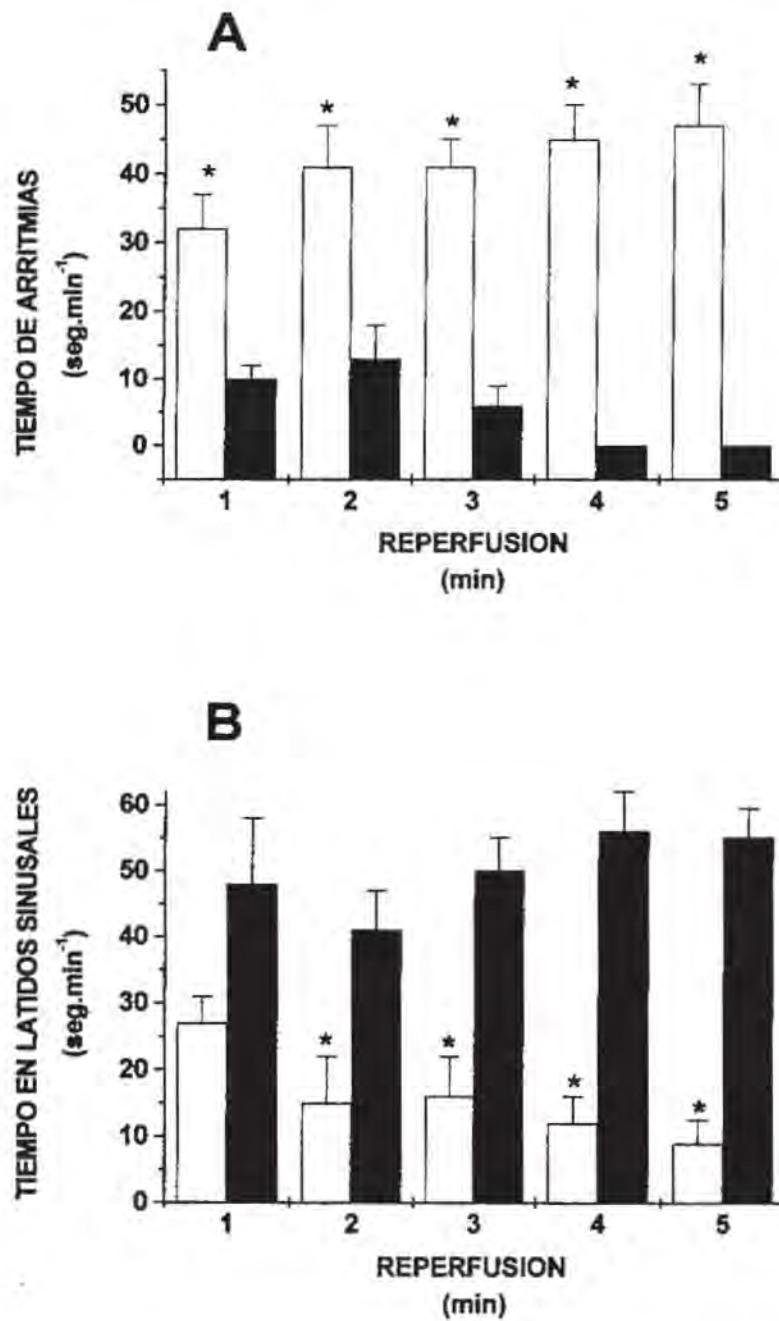 A
TIEMPO DE ARRITMIAS
(seg.min⁻¹)
50
40
30
20
10
0
* * * * *
1 2 3 4 5
REPERFUSION
(min)
B
TIEMPO EN LATIDOS SINUSALES
(seg.min⁻¹)
60
50
40
30
20
10
0
* * * *
1 2 3 4 5
REPERFUSION
(min)